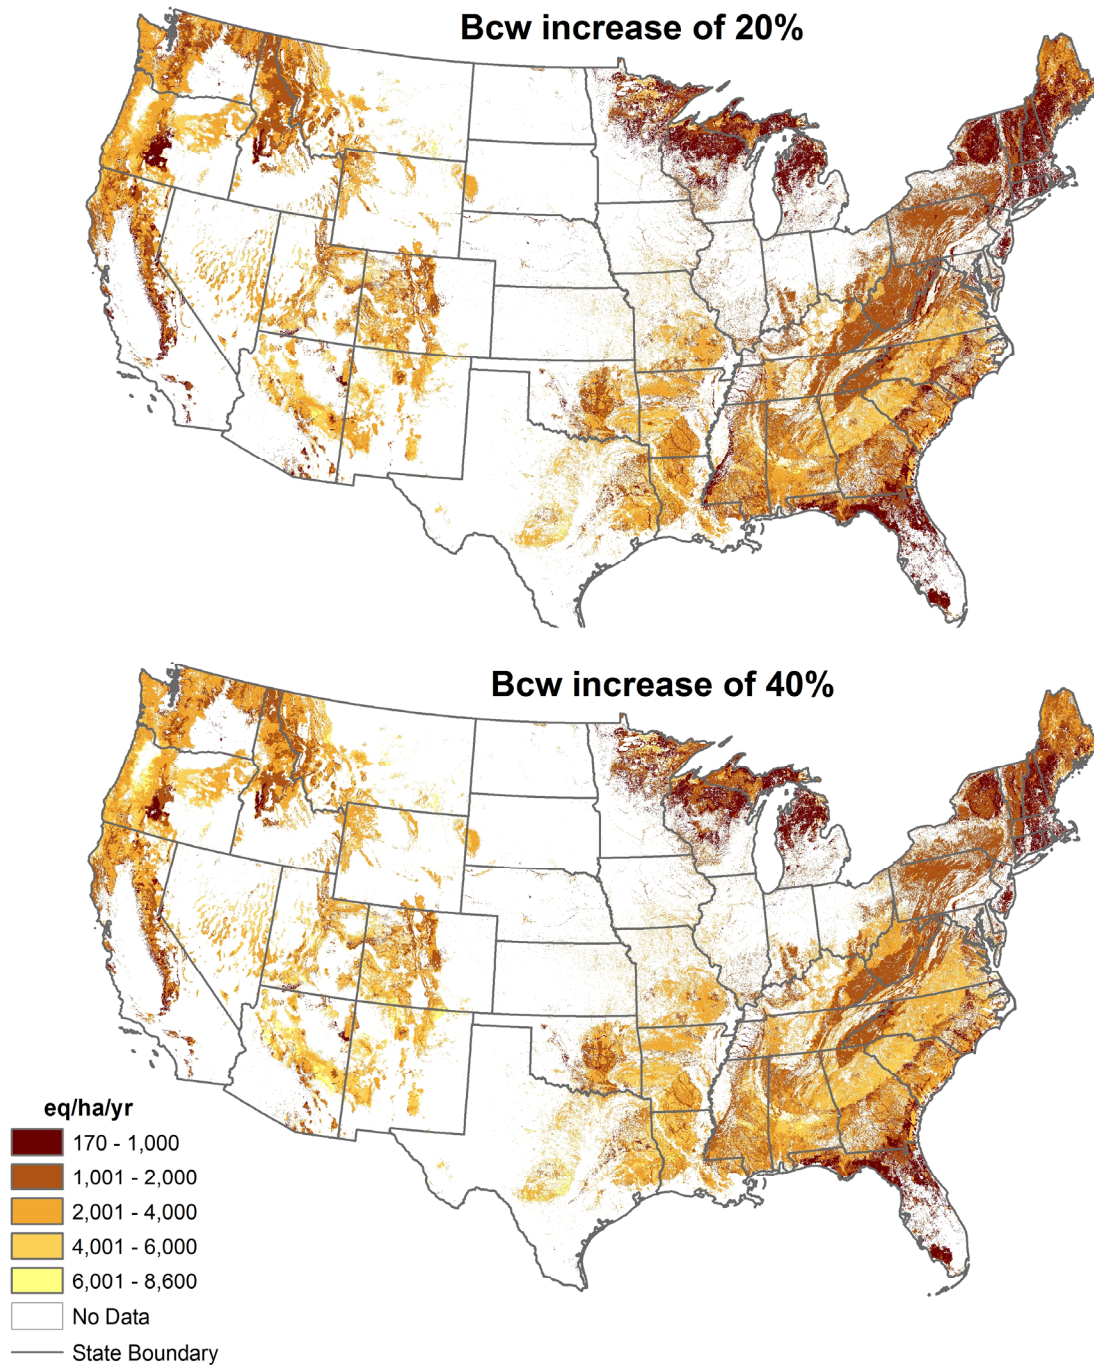 Bcw increase of 20%
Bcw increase of 40%
eq/ha/yr
170 - 1,000
1,001 - 2,000
2,001 - 4,000
4,001 - 6,000
6,001 - 8,600
No Data
State Boundary